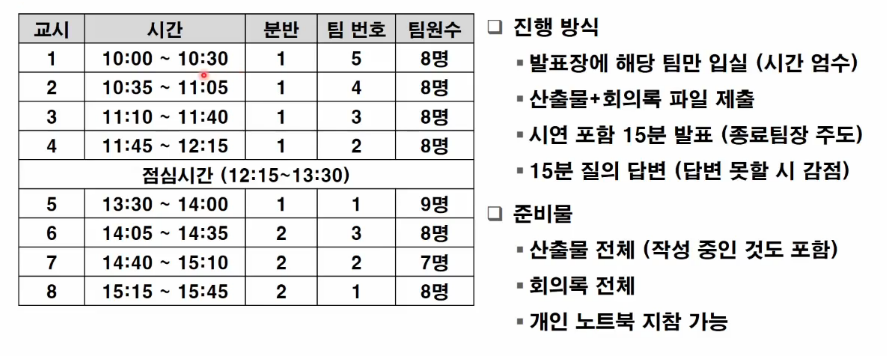 교시 시간 분반 팀 번호 팀원수
1 10:00 ~ 10:30 1 5 8명
2 10:35 ~ 11:05 1 4 8명
3 11:10 ~ 11:40 1 3 8명
4 11:45 ~ 12:15 1 2 8명
점심시간 (12:15~13:30)
5 13:30 ~ 14:00 1 1 9명
6 14:05 ~ 14:35 2 3 8명
7 14:40 ~ 15:10 2 2 7명
8 15:15 ~ 15:45 2 1 8명
❑ 진행 방식
▪ 발표장에 해당 팀만 입실 (시간 엄수)
▪ 산출물+회의록 파일 제출
▪ 시연 포함 15분 발표 (종료팀장 주도)
▪ 15분 질의 답변 (답변 못할 시 감점)
❑ 준비물
▪ 산출물 전체 (작성 중인 것도 포함)
▪ 회의록 전체
▪ 개인 노트북 지참 가능